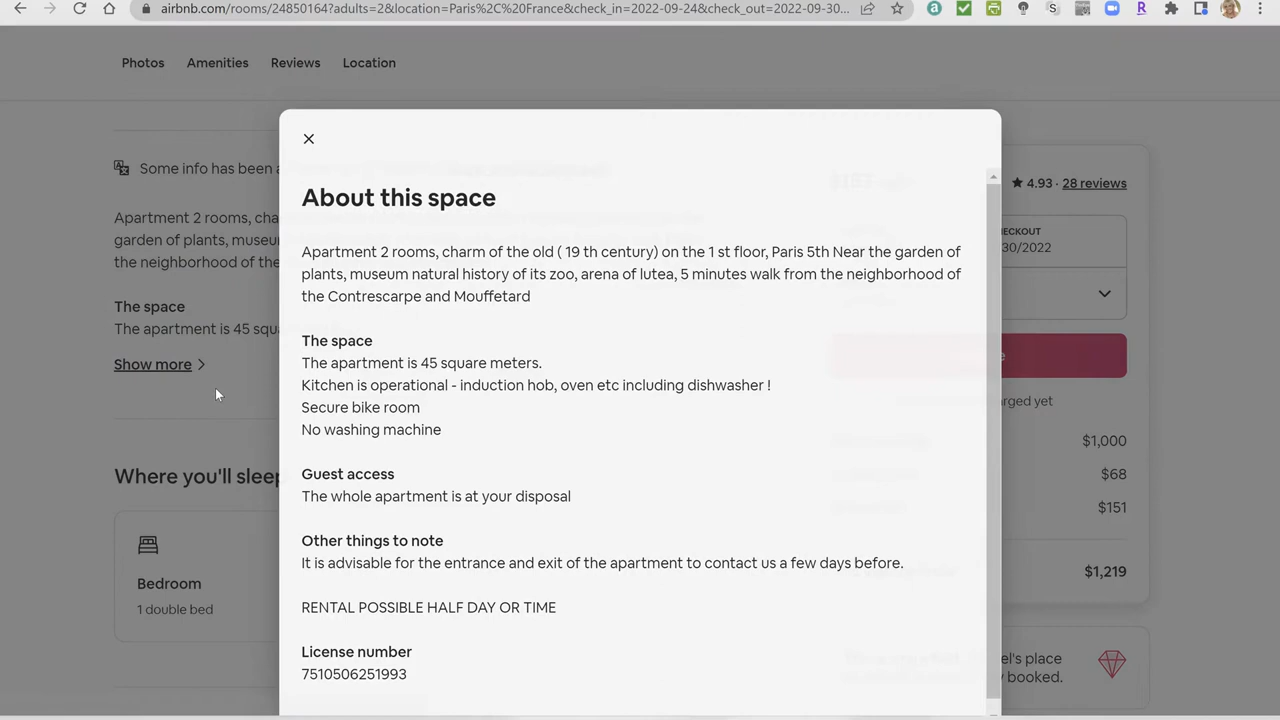 airbnb.com/rooms/24850164?adults=2&location=Paris%2C%20France&check_in=2022-09-24&check_out=2022-09-30...
Photos
Amenities
Reviews
Location
Some info has been
Apartment 2 rooms,
garden of plants,
the neighborhood of the
The space
The apartment is 45
Show more
Where you'll sleep
Bedroom
1 double bed
About this space
Apartment 2 rooms, charm of the old ( 19 th century) on the 1 st floor, Paris 5th Near the garden of
plants, museum natural history of its zoo, arena of lutea, 5 minutes walk from the neighborhood of
the Contrescarpe and Mouffetard
The space
The apartment is 45 square meters.
Kitchen is operational - induction hob, oven etc including dishwasher !
Secure bike room
No washing machine
Guest access
The whole apartment is at your disposal
Other things to note
It is advisable for the entrance and exit of the apartment to contact us a few days before.
RENTAL POSSIBLE HALF DAY OR TIME
License number
7510506251993
4.93 · 28 reviews
$1,000
$68
$151
$1,219
place
booked.